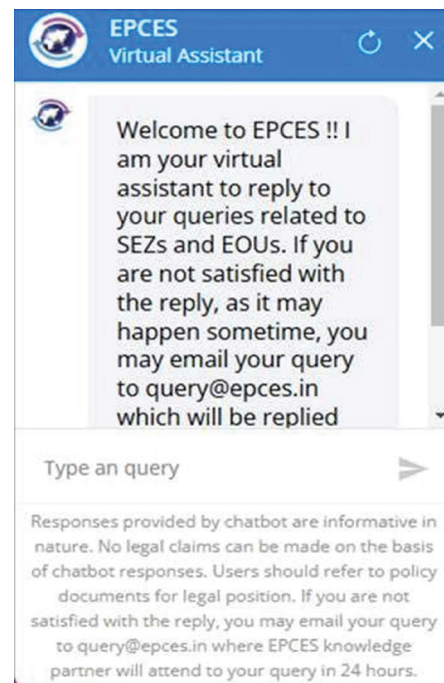 EPCES
Virtual Assistant
Welcome to EPCES !! I
am your virtual
assistant to reply to
your queries related to
SEZs and EOUs. If you
are not satisfied with
the reply, as it may
happen sometime, you
may email your query
to query@epces.in
which will be replied
Type an query
Responses provided by chatbot are informative in
nature. No legal claims can be made on the basis
of chatbot responses. Users should refer to policy
documents for legal position. If you are not
satisfied with the reply, you may email your query
to query@epces.in where EPCES knowledge
partner will attend to your query in 24 hours.